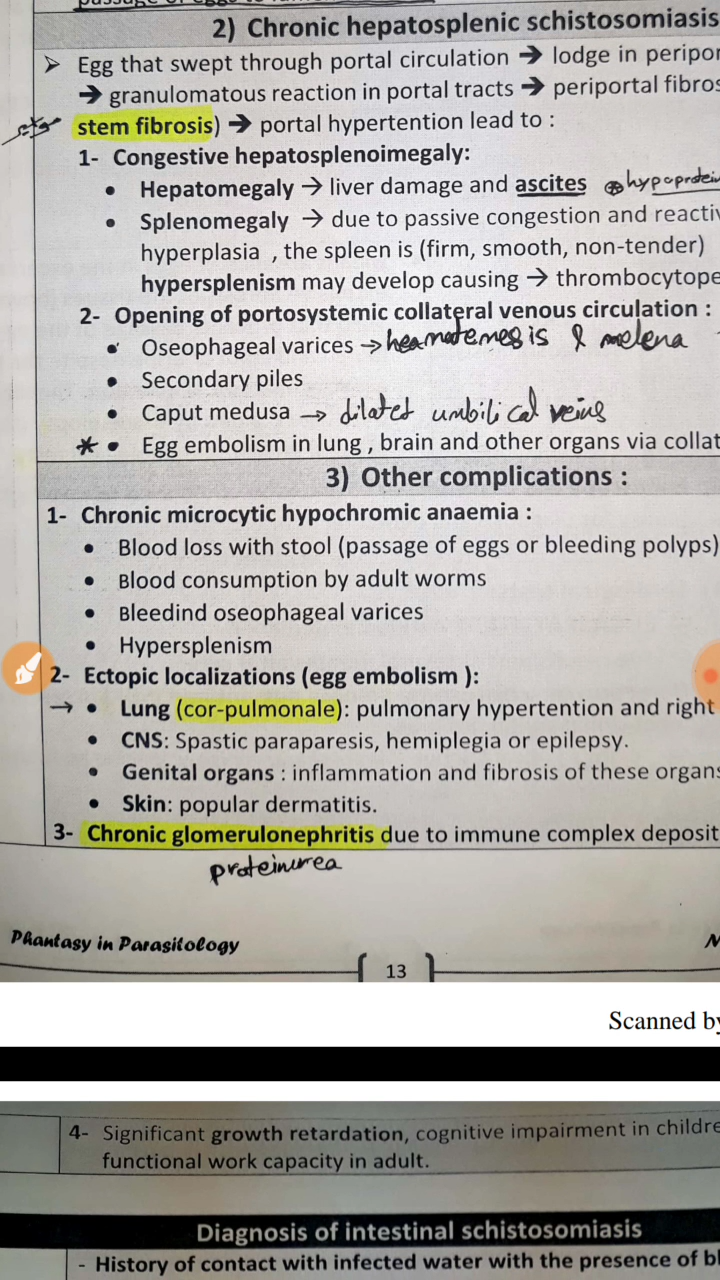 2) Chronic hepatosplenic schistosomiasis
➤ Egg that swept through portal circulation → lodge in peripor
→ granulomatous reaction in portal tracts → periportal fibros
stem fibrosis) → portal hypertention lead to :
1- Congestive hepatosplenoimegaly:
• Hepatomegaly → liver damage and ascites hypoprotein
• Splenomegaly → due to passive congestion and reactiv
hyperplasia , the spleen is (firm, smooth, non-tender)
hypersplenism may develop causing → thrombocytope
2- Opening of portosystemic collateral venous circulation :
• Oseophageal varices → heamatemesis & melena
• Secondary piles
• Caput medusa → dilated umbilical veins
* • Egg embolism in lung , brain and other organs via collat
3) Other complications :
1- Chronic microcytic hypochromic anaemia :
• Blood loss with stool (passage of eggs or bleeding polyps)
• Blood consumption by adult worms
• Bleedind oseophageal varices
• Hypersplenism
2- Ectopic localizations (egg embolism ):
→ • Lung (cor-pulmonale): pulmonary hypertention and right
• CNS: Spastic paraparesis, hemiplegia or epilepsy.
• Genital organs : inflammation and fibrosis of these organs
• Skin: popular dermatitis.
3- Chronic glomerulonephritis due to immune complex deposit
proteinurea
Phantasy in Parasitology
13
Scanned by
4- Significant growth retardation, cognitive impairment in childre
functional work capacity in adult.
Diagnosis of intestinal schistosomiasis
- History of contact with infected water with the presence of bl